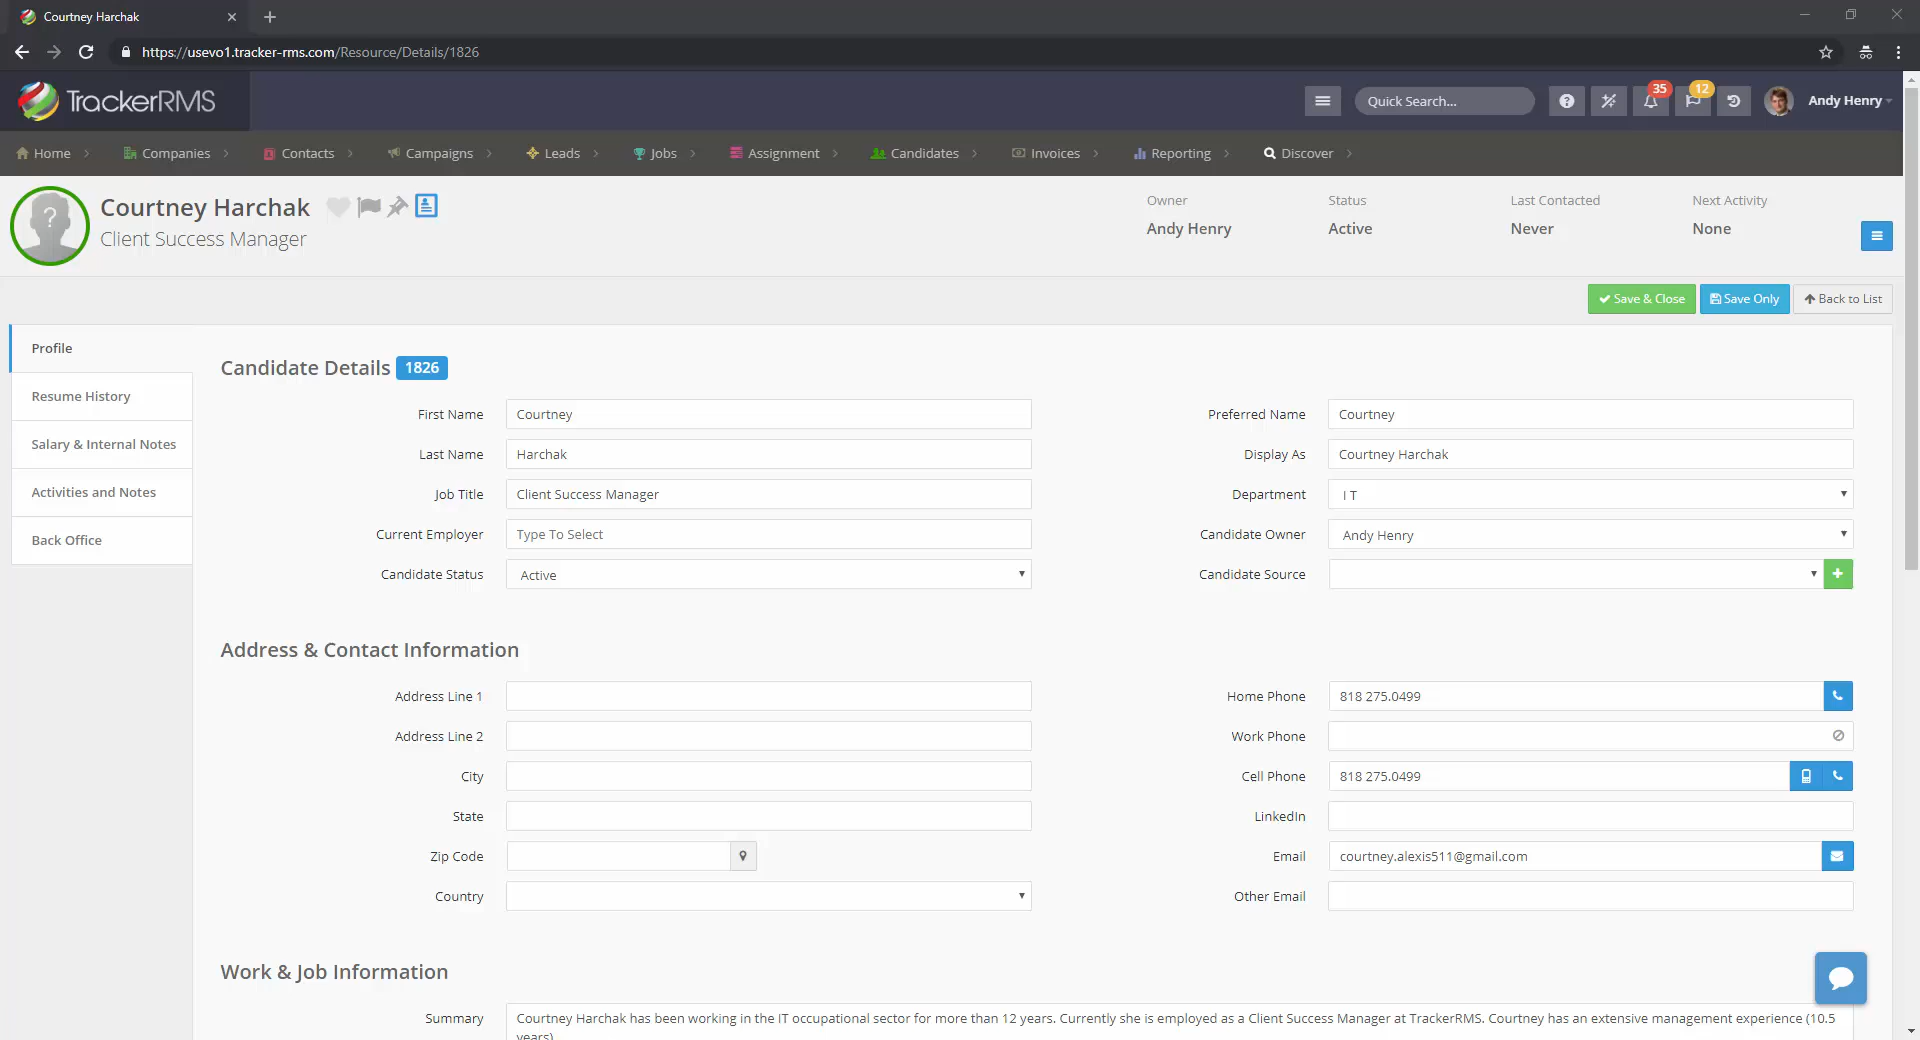 Courtney Harchak
https://usevo1.tracker-rms.com/Resource/Details/1826
TrackerRMS
Quick Search...
35
12
Andy Henry
Home
Companies
Contacts
Campaigns
Leads
Jobs
Assignment
Candidates
Invoices
Reporting
Discover
Courtney Harchak
Client Success Manager
Owner
Andy Henry
Status
Active
Last Contacted
Never
Next Activity
None
Save & Close
Save Only
Back to List
Profile
Resume History
Salary & Internal Notes
Activities and Notes
Back Office
Candidate Details 1826
First Name Courtney
Preferred Name Courtney
Last Name Harchak
Display As Courtney Harchak
Job Title Client Success Manager
Department I T
Current Employer Type To Select
Candidate Owner Andy Henry
Candidate Status Active
Candidate Source
Address & Contact Information
Address Line 1
Home Phone 818 275.0499
Address Line 2
Work Phone
City
Cell Phone 818 275.0499
State
LinkedIn
Zip Code
Email courtney.alexis511@gmail.com
Country
Other Email
Work & Job Information
Summary Courtney Harchak has been working in the IT occupational sector for more than 12 years. Currently she is employed as a Client Success Manager at TrackerRMS. Courtney has an extensive management experience (10.5
years)